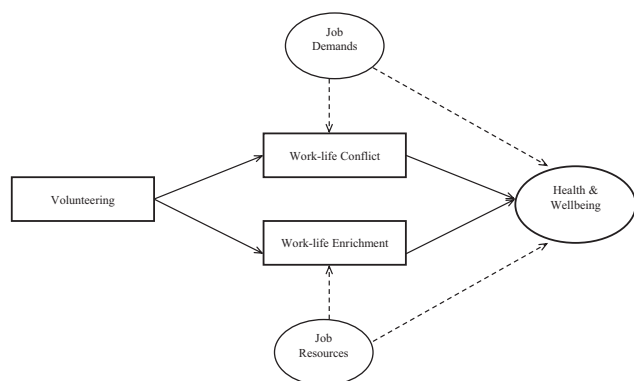 Job
Demands
Work-life Conflict
Volunteering
Health &
Wellbeing
Work-life Enrichment
Job
Resources